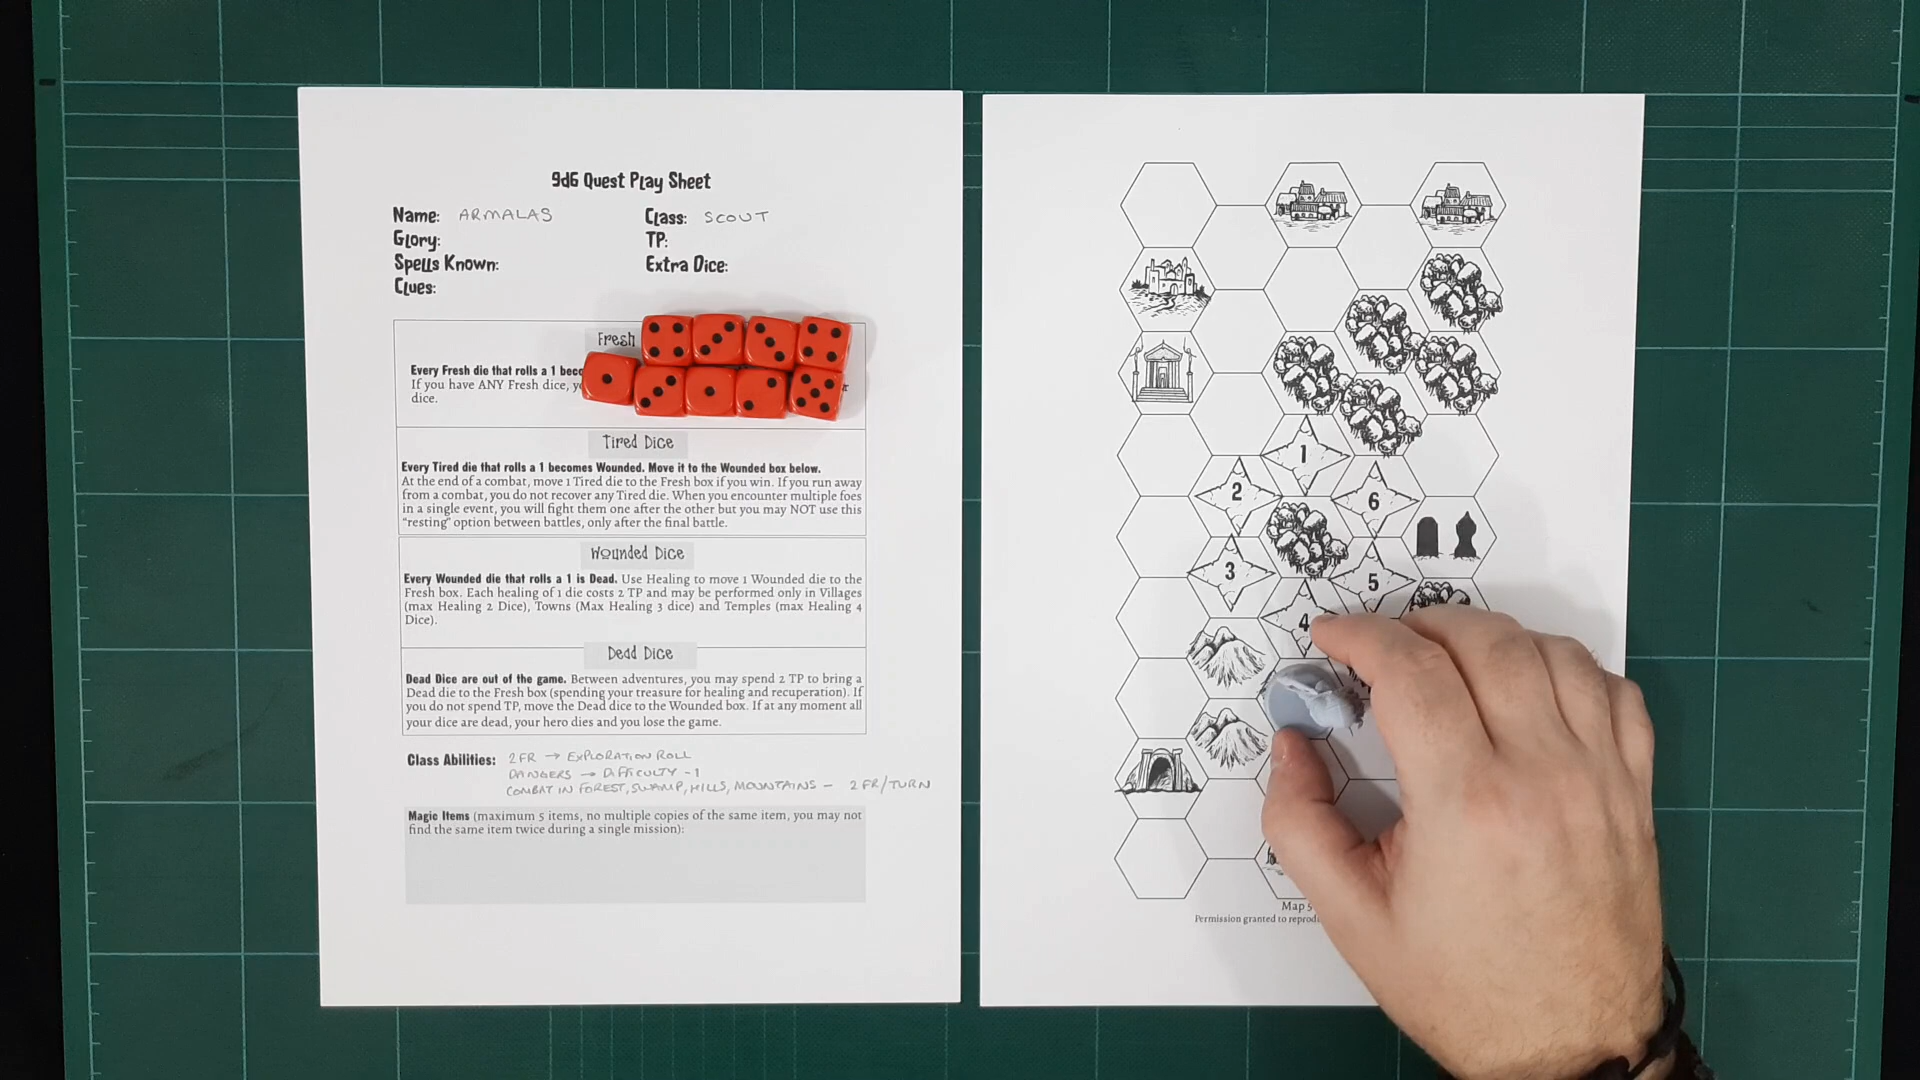 9d6 Quest Play Sheet
Name: ARMALAS
Class: SCOUT
Glory:
TP:
Spells Known:
Extra Dice:
Clues:
Fresh
Every Fresh die that rolls a 1
If you have ANY Fresh dice,
dice.
Tired Dice
Every Tired die that rolls a 1 becomes Wounded. Move it to the Wounded box below.
At the end of a combat, move 1 Tired die to the Fresh box if you win. If you run away
from a combat, you do not recover any Tired die. When you encounter multiple foes
in a single event, you will fight them one after the other but you may NOT use this
"resting" option between battles, only after the final battle.
Wounded Dice
Every Wounded die that rolls a 1 is Dead. Use Healing to move 1 Wounded die to the
Fresh box. Each healing of 1 die costs 2 TP and may be performed only in Villages
(max Healing 2 Dice), Towns (Max Healing 3 dice) and Temples (max Healing 4
Dice).
Dead Dice
Dead Dice are out of the game. Between adventures, you may spend 2 TP to bring a
Dead die to the Fresh box (spending your treasure for healing and recuperation). If
you do not spend TP, move the Dead dice to the Wounded box. If at any moment all
your dice are dead, your hero dies and you lose the game.
Class Abilities: 2FR → EXPLORATION ROLL
DANGERS → DIFFICULTY -1
COMBAT IN FOREST, SWAMP, HILLS, MOUNTAINS – 2 FR/TURN
Magic Items (maximum 5 items, no multiple copies of the same item, you may not
find the same item twice during a single mission):
1
2
6
3
5
4
Map 5
Permission granted to